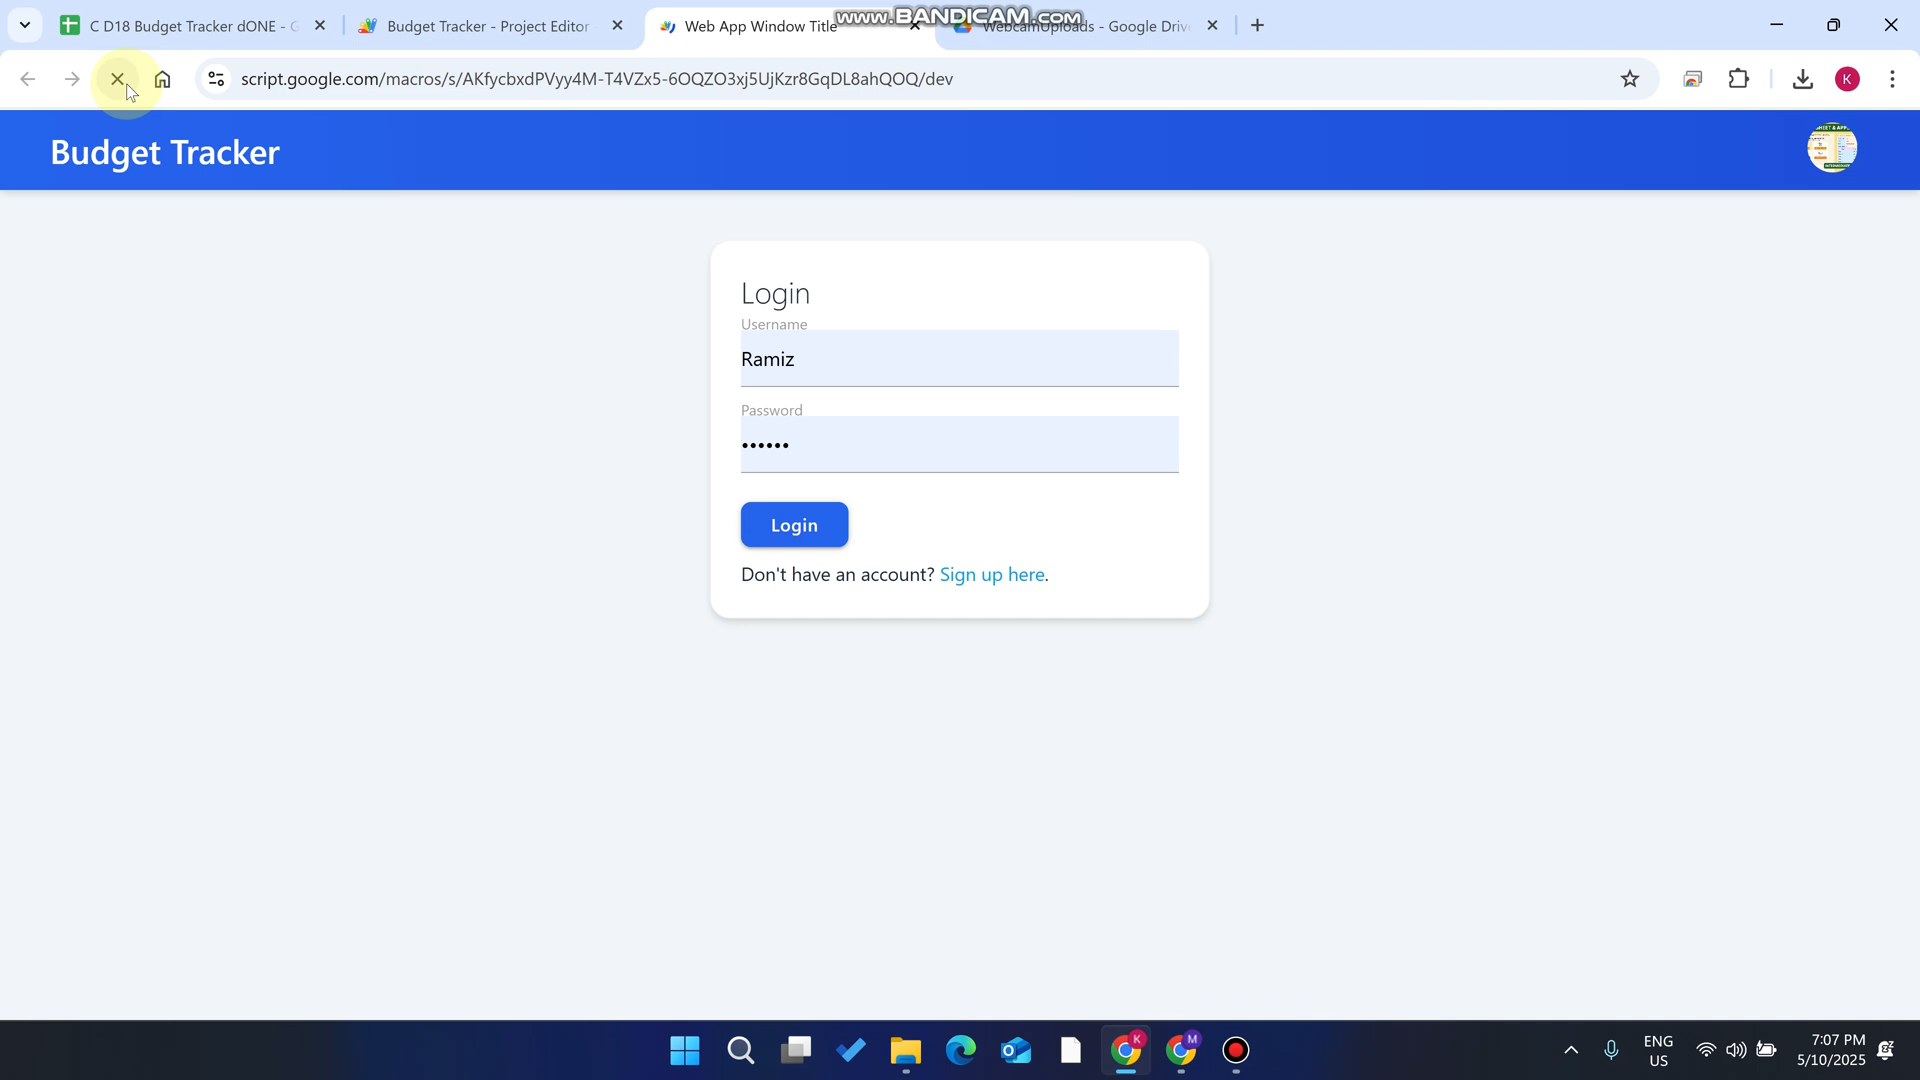 C D18 Budget Tracker dONE - G
Budget Tracker - Project Editor
Web App Window Title
WebcamUploads - Google Drive
www.BANDICAM.com
script.google.com/macros/s/AKfycbxdPVyy4M-T4VZx5-6OQZO3xj5UjKzr8GqDL8ahQOQ/dev
K
Budget Tracker
Login
Username
Ramiz
Password
Login
Don't have an account? Sign up here.
K
M
ENG
US
7:07 PM
5/10/2025